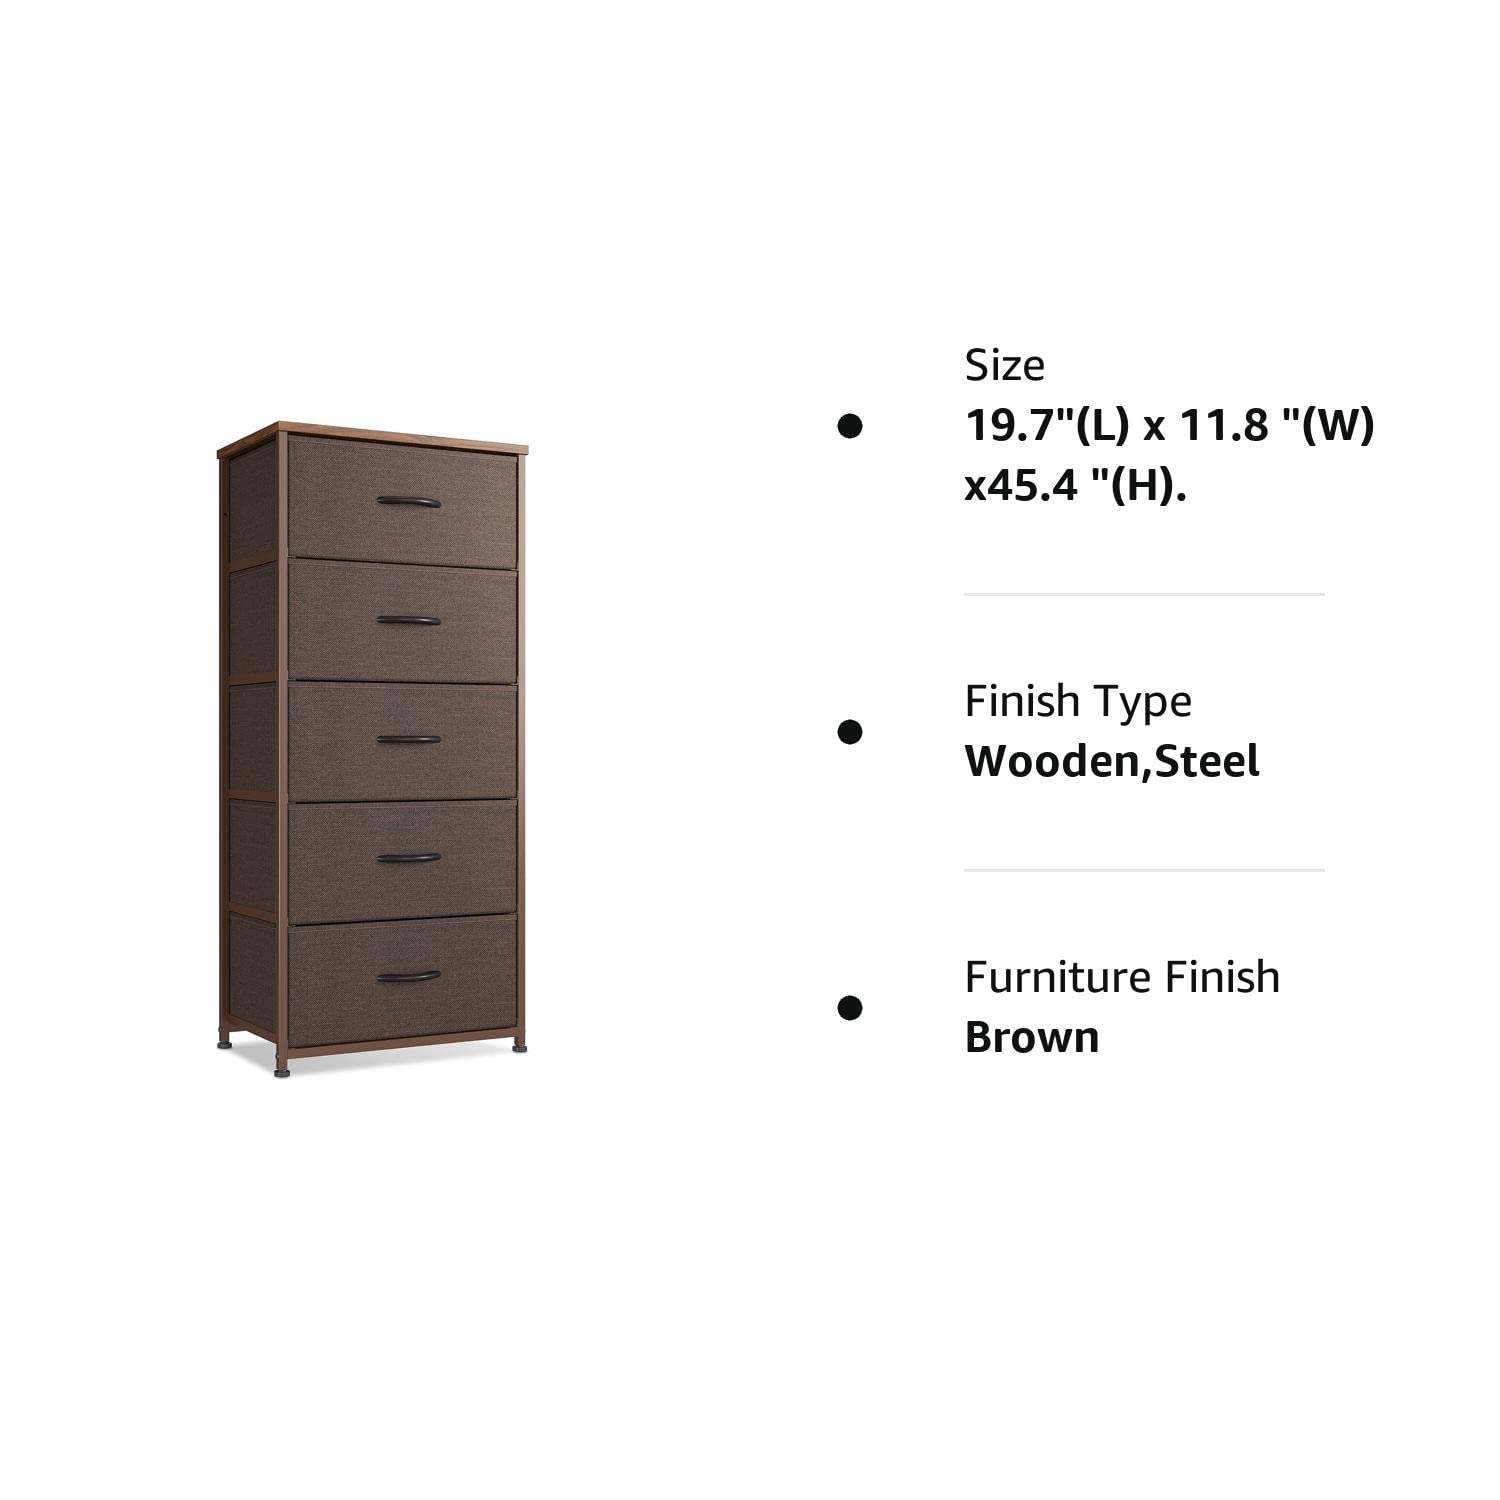 Size
19.7"(L) x 11.8 "(W)
x45.4 "(H).
Finish Type
Wooden,Steel
Furniture Finish
Brown